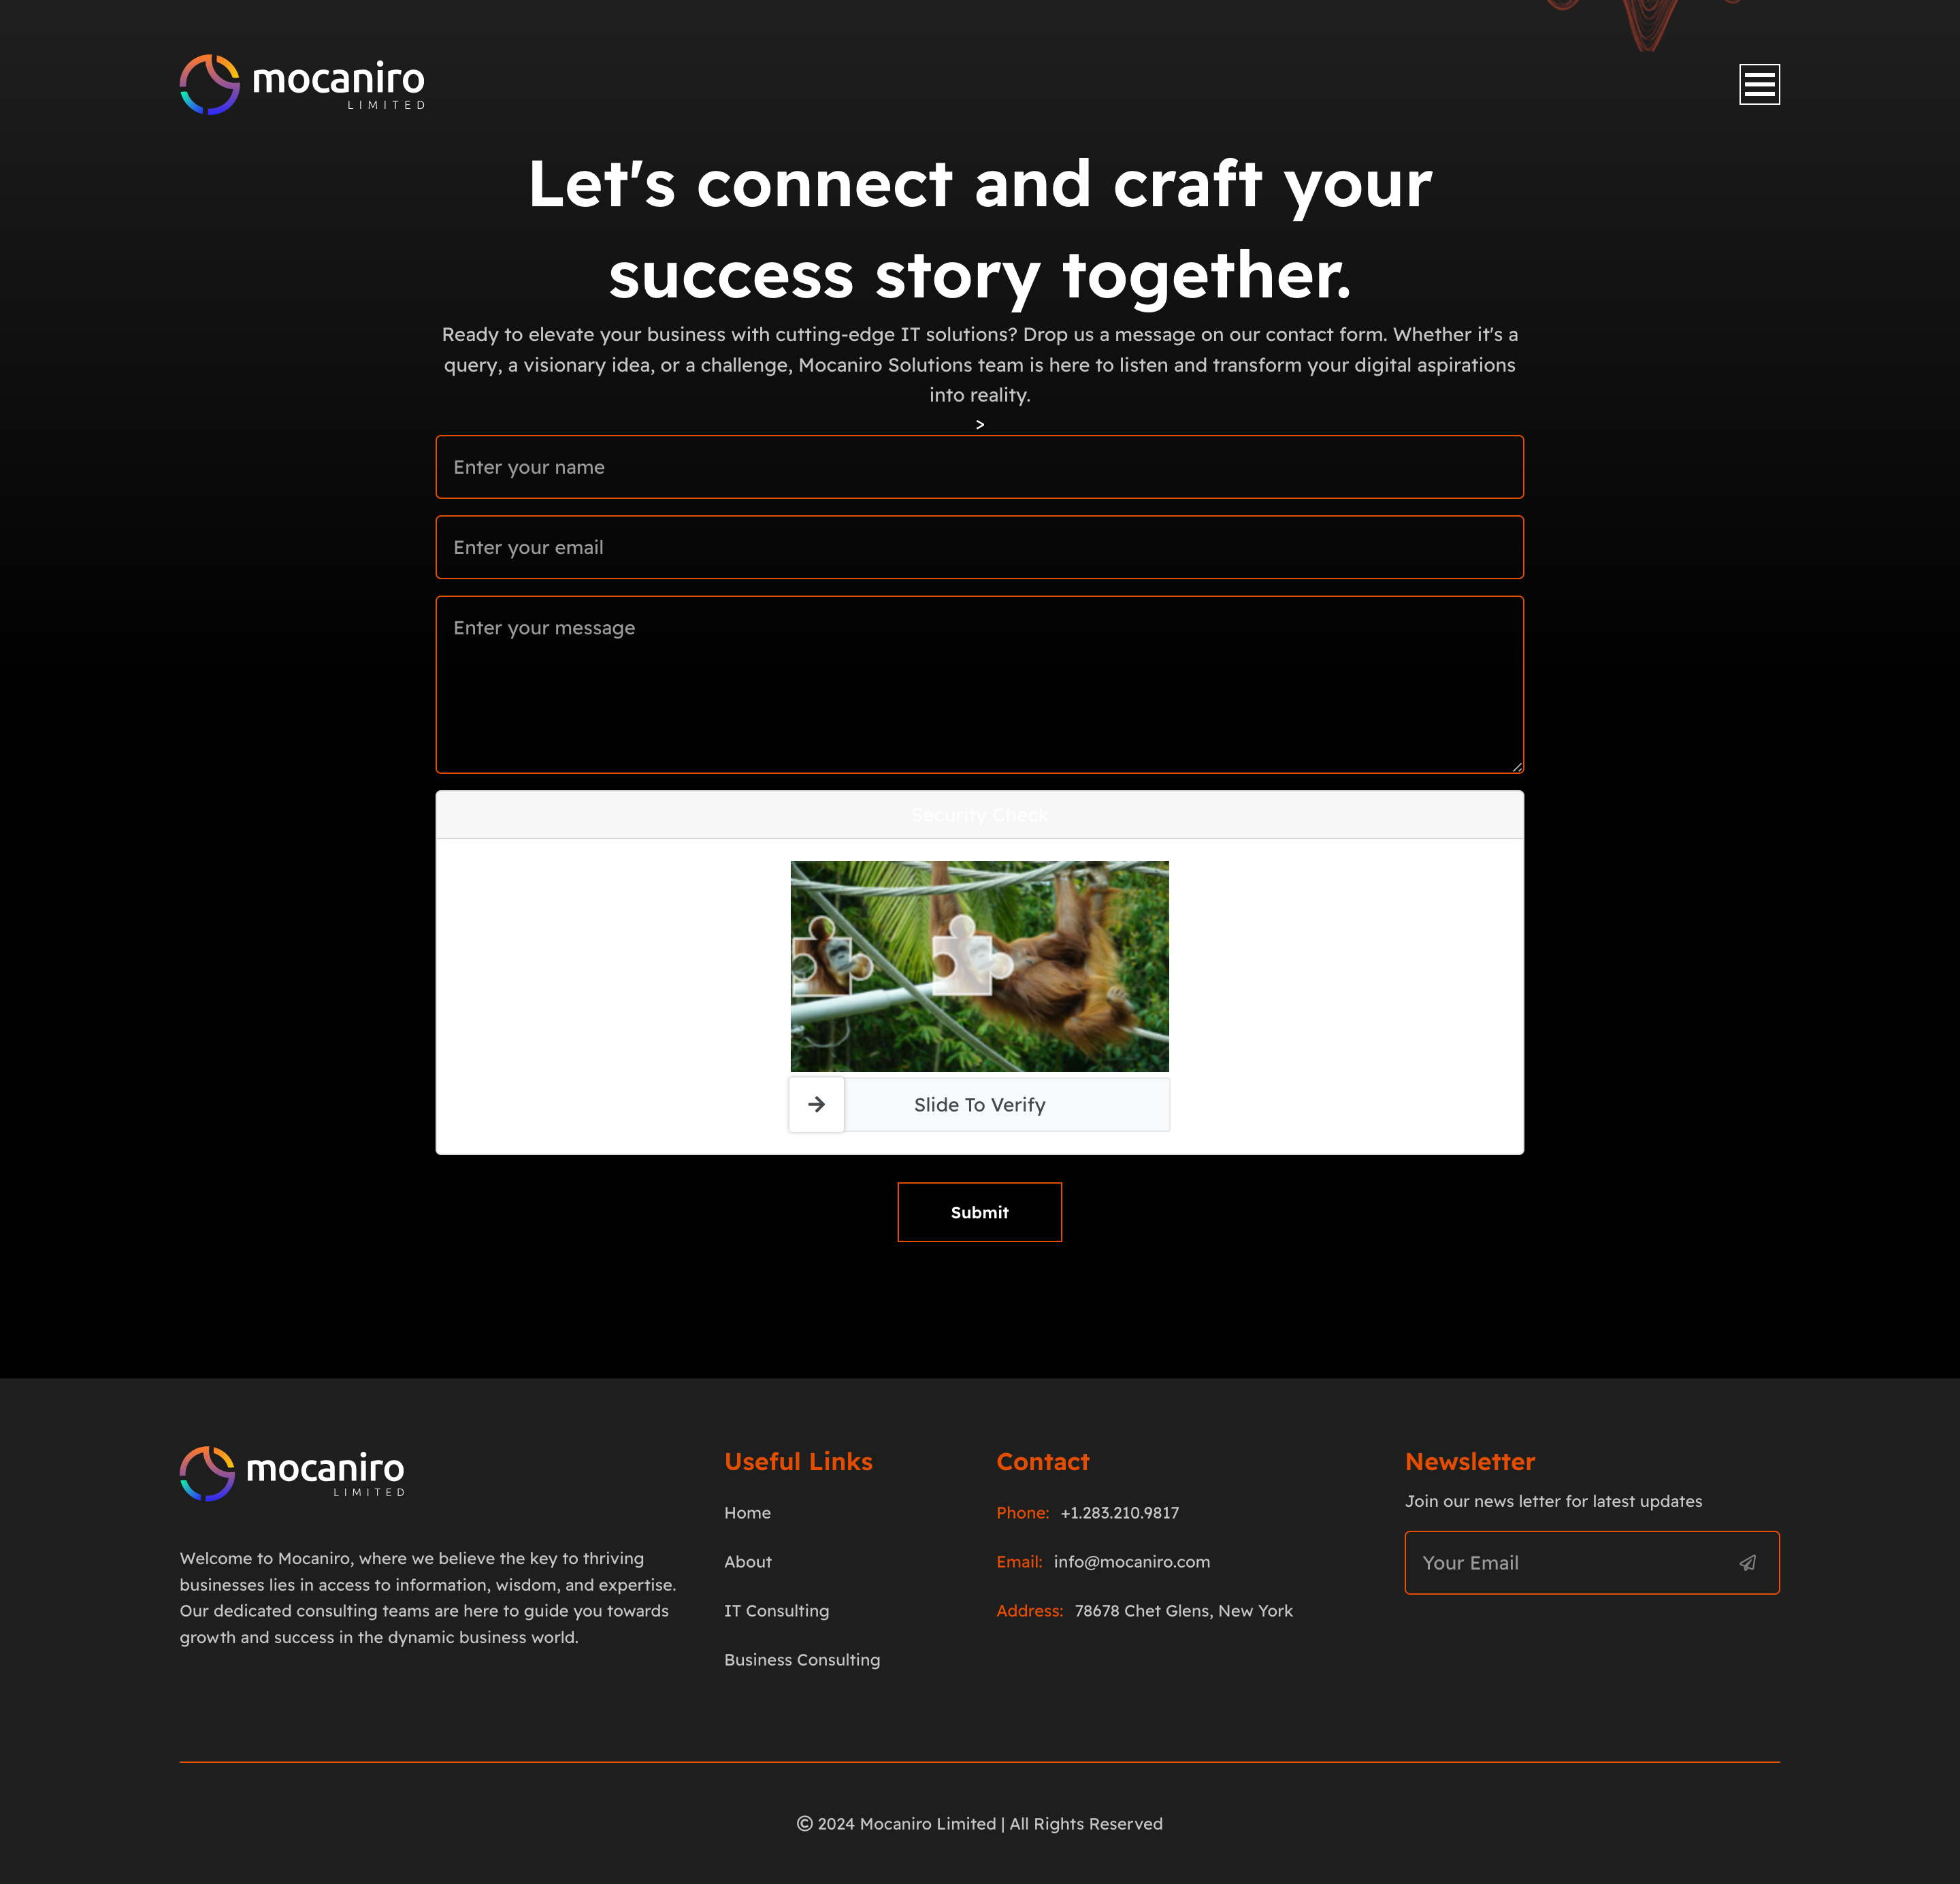 mocaniro
LIMITED
Let's connect and craft your
success story together.
Ready to elevate your business with cutting-edge IT solutions? Drop us a message on our contact form. Whether it's a
query, a visionary idea, or a challenge, Mocaniro Solutions team is here to listen and transform your digital aspirations
into reality.
>
Enter your name
Enter your email
Enter your message
Security Check
Slide To Verify
Submit
mocaniro
LIMITED
Welcome to Mocaniro, where we believe the key to thriving
businesses lies in access to information, wisdom, and expertise.
Our dedicated consulting teams are here to guide you towards
growth and success in the dynamic business world.
Useful Links
Home
About
IT Consulting
Business Consulting
Contact
Phone: +1.283.210.9817
Email: info@mocaniro.com
Address: 78678 Chet Glens, New York
Newsletter
Join our news letter for latest updates
Your Email
© 2024 Mocaniro Limited | All Rights Reserved